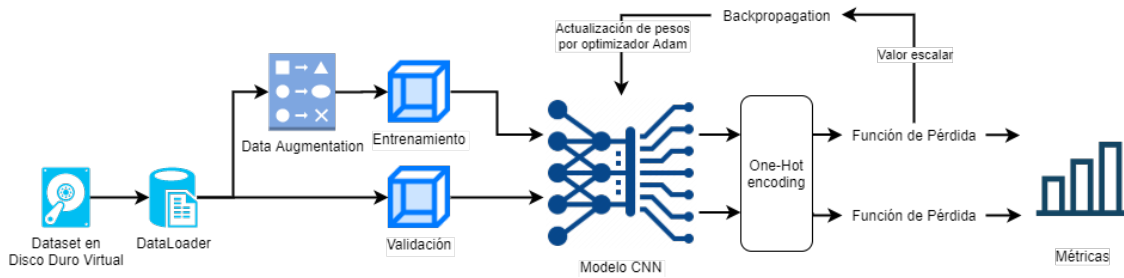 Actualización de pesos
por optimizador Adam
Backpropagation
Valor escalar
Data Augmentation
Entrenamiento
Función de Pérdida
One-Hot
encoding
Dataset en
Disco Duro Virtual
DataLoader
Validación
Modelo CNN
Función de Pérdida
Métricas